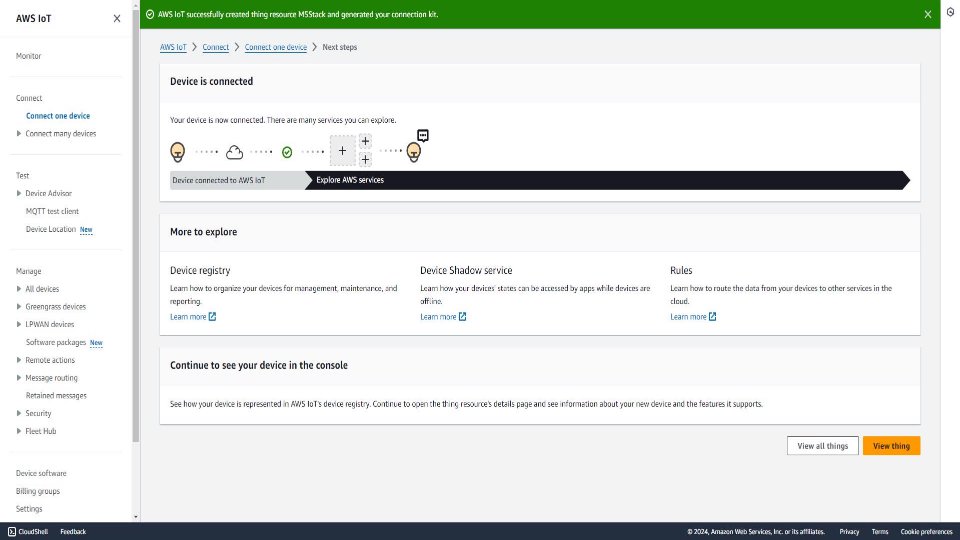 AWS IoT
Monitor
Connect
Connect one device
Connect many devices
Test
Device Advisor
MQTT test client
Device Location New
Manage
All devices
Greengrass devices
LPWAN devices
Software packages New
Remote actions
Message routing
Retained messages
Security
Fleet Hub
Device software
Billing groups
Settings
AWS IoT successfully created thing resource M5Stack and generated your connection kit.
AWS IoT > Connect > Connect one device > Next steps
Device is connected
Your device is now connected. There are many services you can explore.
Device connected to AWS IoT
Explore AWS services
More to explore
Device registry
Learn how to organize your devices for management, maintenance, and
reporting.
Learn more
Device Shadow service
Learn how your devices' states can be accessed by apps while devices are
offline.
Learn more
Rules
Learn how to route the data from your devices to other services in the
cloud.
Learn more
Continue to see your device in the console
See how your device is represented in AWS IoT's device registry. Continue to open the thing resource's details page and see information about your new device and the features it supports.
View all things
View thing
CloudShell
Feedback
© 2024, Amazon Web Services, Inc. or its affiliates.
Privacy
Terms
Cookie preferences